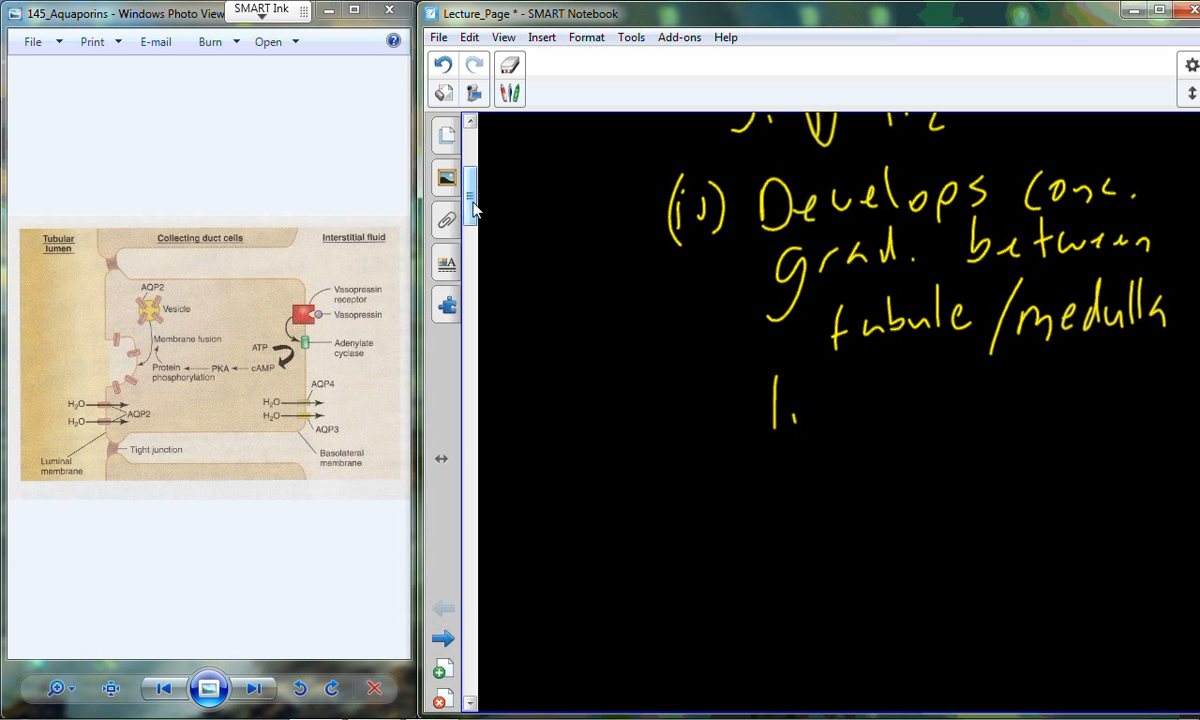 145_Aquaporins - Windows Photo View
SMART Ink
File Print E-mail Burn Open
Tubular lumen
Collecting duct cells
Interstitial fluid
AQP2
Vesicle
Vasopressin receptor
Vasopressin
Membrane fusion
ATP
Adenylate cyclase
Protein phosphorylation
PKA
cAMP
AQP4
H₂O
H₂O
AQP2
H₂O
H₂O
AQP3
Tight junction
Luminal membrane
Basolateral membrane
Lecture_Page * - SMART Notebook
File Edit View Insert Format Tools Add-ons Help
Develops conc.
grad. between
tubule/medulla
1.